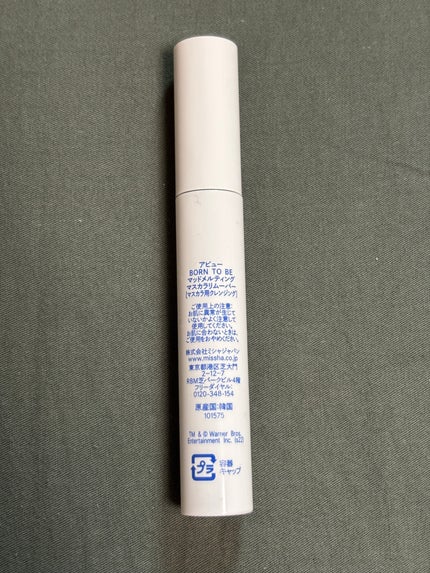 アピュー
BORN TO BE
マッドメルティング
マスカラリムーバー
[マスカラ用クレンジング]
ご使用上の注意:
お肌に異常が生じて
いないかよく注意して
使用してください。
お肌に合わないときは、
ご使用をおやめください。
株式会社ミシャジャパン
www.missha.co.jp
東京都港区芝大門
2-12-7
RBM芝パークビル4階
フリーダイヤル:
0120-348-154
原産国:韓国
101575
TM & © Warner Bros.
Entertainment Inc. (s22)
プラ
容器
キャップ